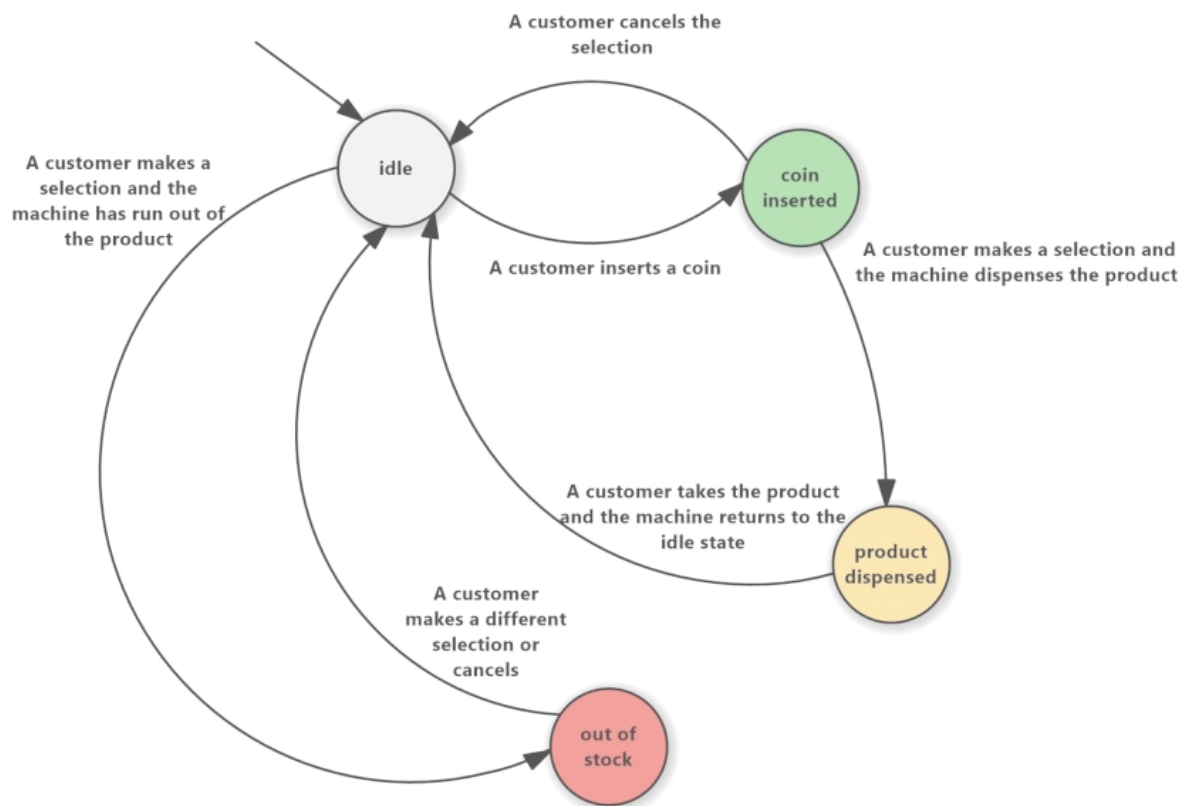 A customer cancels the
selection
idle
A customer makes a
selection and the
machine has run out of
the product
coin
inserted
A customer inserts a coin
A customer makes a selection and
the machine dispenses the product
A customer takes the product
and the machine returns to the
idle state
product
dispensed
A customer
makes a different
selection or
cancels
out of
stock